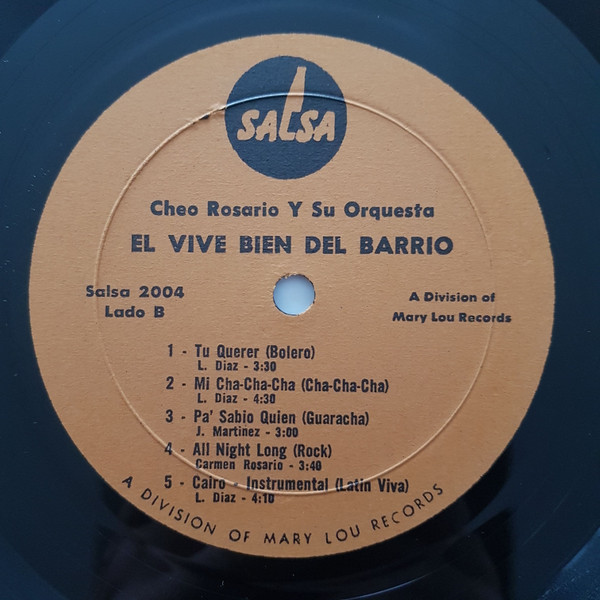 SALSA
Cheo Rosario Y Su Orquesta
EL VIVE BIEN DEL BARRIO
Salsa 2004
Lado B
A Division of
Mary Lou Records
1 - Tu Querer (Bolero)
L. Diaz - 3:30
2 - Mi Cha-Cha-Cha (Cha-Cha-Cha)
L. Diaz - 4:30
3 - Pa' Sabio Quien (Guaracha)
J. Martinez - 3:00
4 - All Night Long (Rock)
Carmen Rosario - 3:40
5 - Cairo - Instrumental (Latin Viva)
L. Diaz - 4:10
A DIVISION OF MARY LOU RECORDS